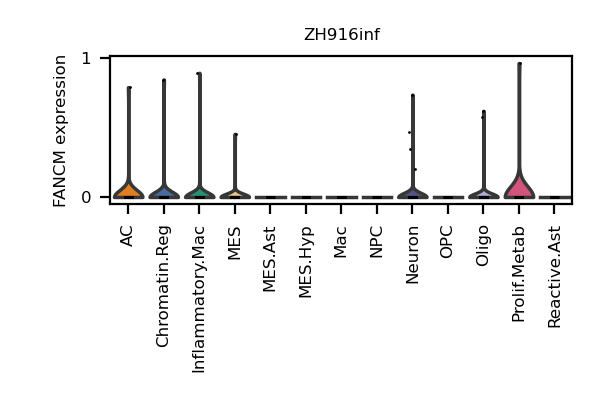 ZH916inf
FANCM expression
1
0
AC
Chromatin.Reg
Inflammatory.Mac
MES
MES.Ast
MES.Hyp
Mac
NPC
Neuron
OPC
Oligo
Prolif.Metab
Reactive.Ast